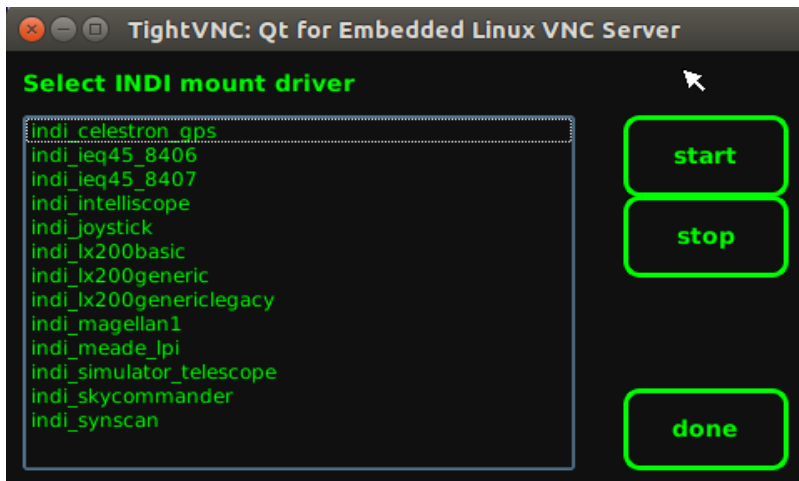 TightVNC: Qt for Embedded Linux VNC Server
Select INDI mount driver
indi_celestron_gps
indi_ieq45_8406
indi_ieq45_8407
indi_intelliscope
indi_joystick
indi_lx200basic
indi_lx200generic
indi_lx200genericlegacy
indi_magellan1
indi_meade_lpi
indi_simulator_telescope
indi_skycommander
indi_synscan
start
stop
done